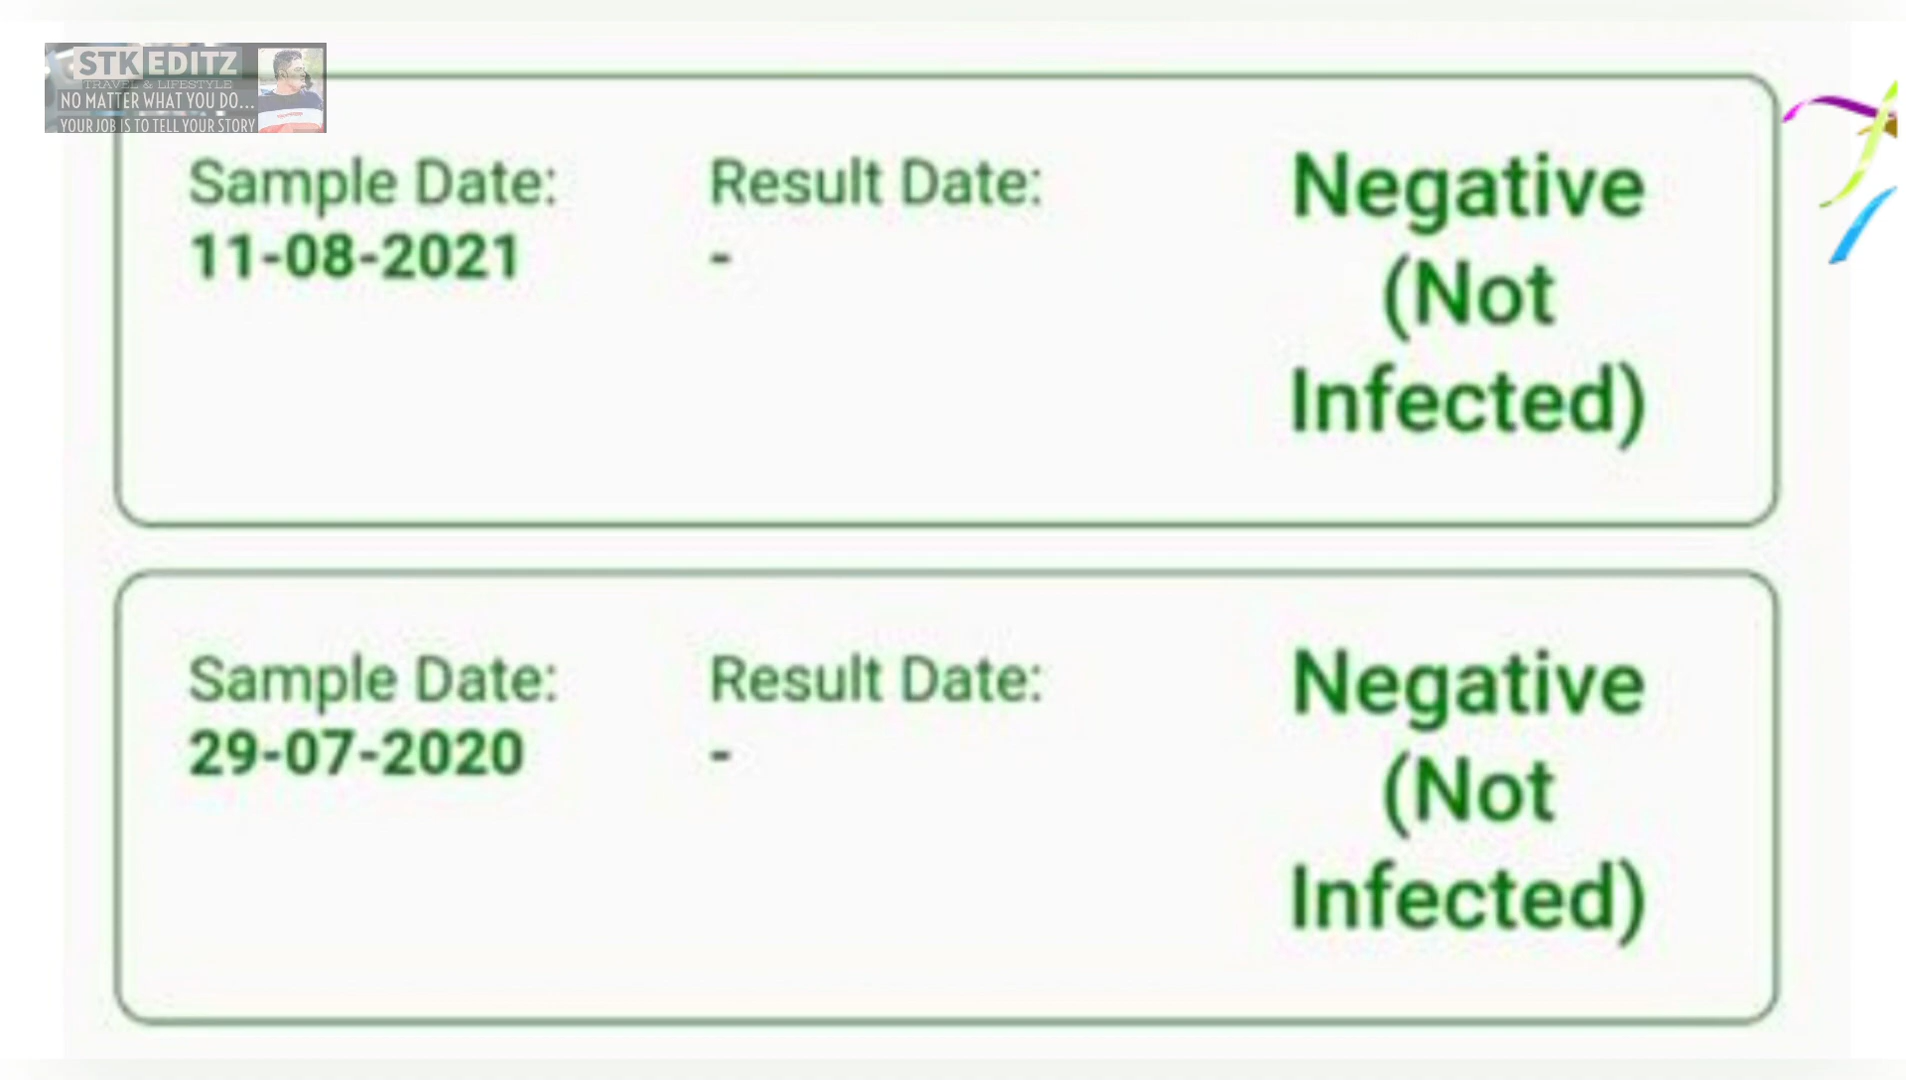 STK EDITZ
TRAVEL & LIFESTYLE
NO MATTER WHAT YOU DO...
YOUR JOB IS TO TELL YOUR STORY
Sample Date:
11-08-2021
Result Date:
-
Negative
(Not
Infected)
Sample Date:
29-07-2020
Result Date:
-
Negative
(Not
Infected)